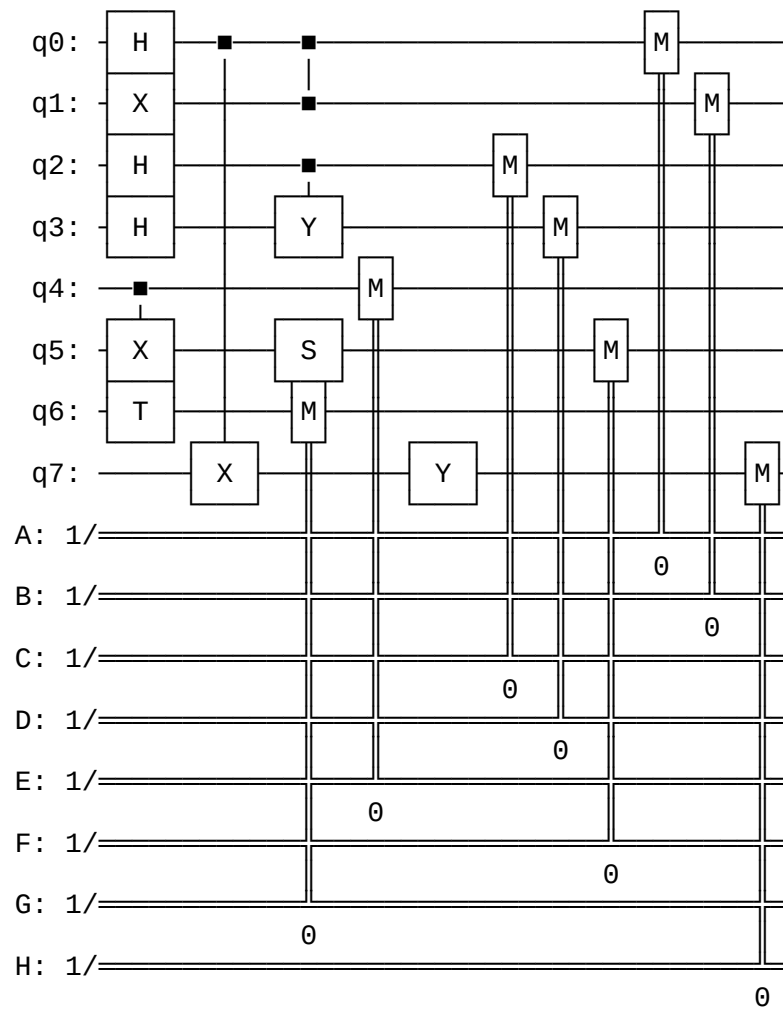 q0: H M
q1: X M
q2: H M
q3: H Y M
q4: M
q5: X S M
q6: T M
q7: X Y M
A: 1/
0
B: 1/
0
C: 1/
0
D: 1/
0
E: 1/
0
F: 1/
0
G: 1/
0
H: 1/
0